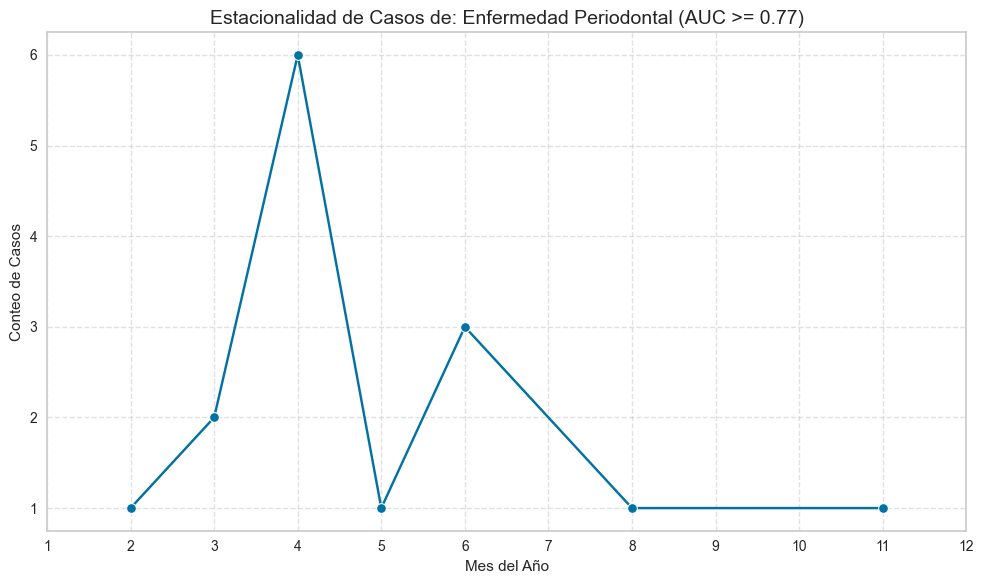 Estacionalidad de Casos de: Enfermedad Periodontal (AUC >= 0.77)
6
5
4
3
2
1
Conteo de Casos
1 2 3 4 5 6 7 8 9 10 11 12
Mes del Año